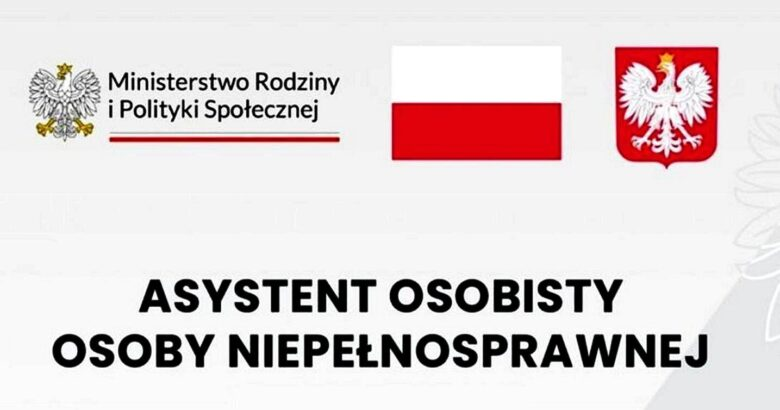 Ministerstwo Rodziny
i Polityki Społecznej
ASYSTENT OSOBISTY
OSOBY NIEPEŁNOSPRAWNEJ